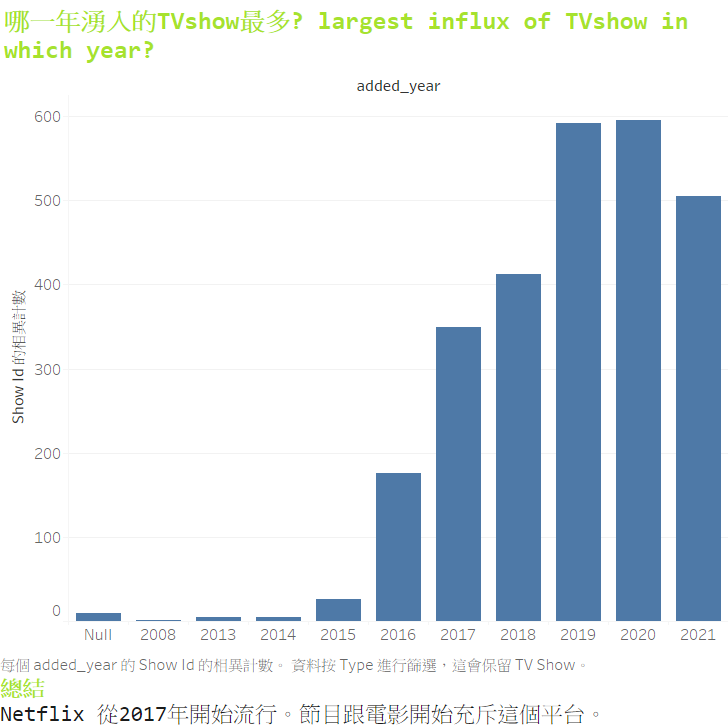 哪一年湧入的TVshow最多? largest influx of TVshow in
which year?
added_year
600
500
400
300
200
100
0
Show Id 的相異計數
Null 2008 2013 2014 2015 2016 2017 2018 2019 2020 2021
每個 added_year 的 Show Id 的相異計數。 資料按 Type 進行篩選，這會保留 TV Show。
總結
Netflix 從2017年開始流行。節目跟電影開始充斥這個平台。